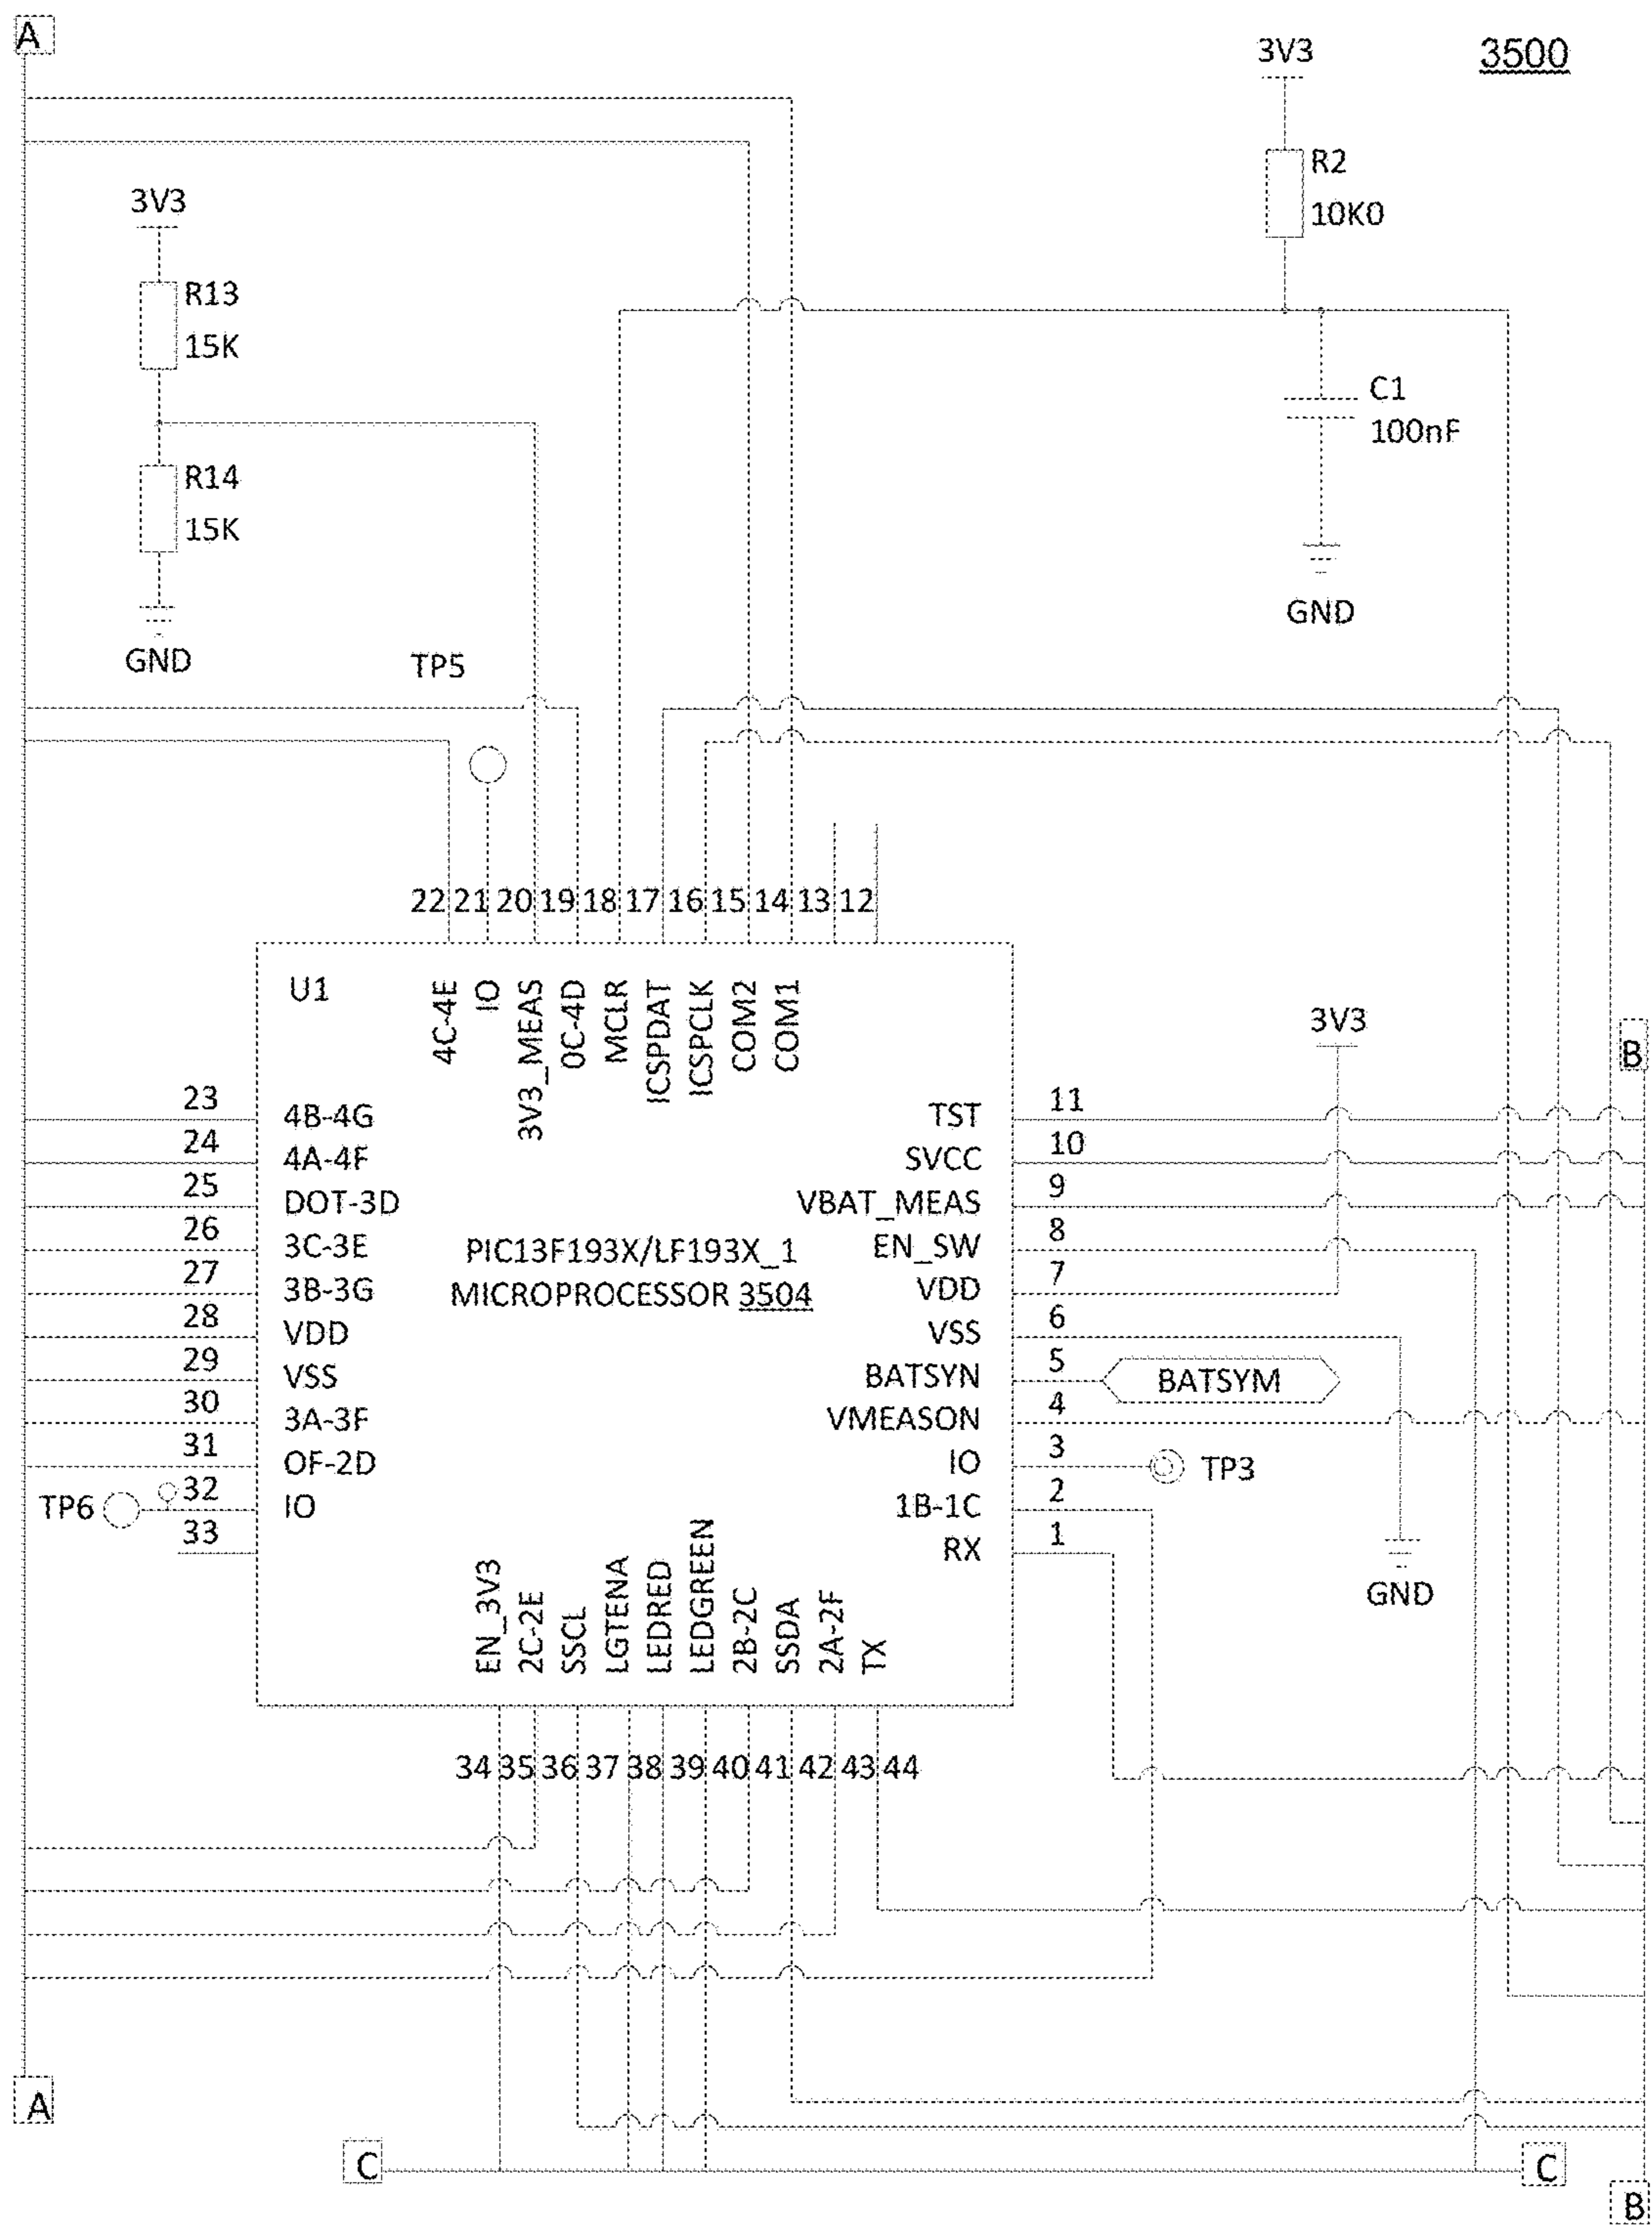 A
3V3
3500
R2
10K0
3V3
R13
15K
C1
100nF
R14
15K
GND
GND
TP5
22 21 20 19 18 17 16 15 14 13 12
U1
4C-4E
IO
3V3_MEAS
0C-4D
MCLR
ICSPDAT
ICSPCLK
COM2
COM1
3V3
B
23 4B-4G
24 4A-4F
25 DOT-3D
26 3C-3E
27 3B-3G
28 VDD
29 VSS
30 3A-3F
31 OF-2D
TP6 32 IO
33
PIC13F193X/LF193X_1
MICROPROCESSOR 3504
TST 11
SVCC 10
VBAT_MEAS 9
EN_SW 8
VDD 7
VSS 6
BATSYN 5 BATSYM
VMEASON 4
IO 3 TP3
1B-1C 2
RX 1
GND
EN_3V3
2C-2E
SSCL
LGTENA
LEDRED
LEDGREEN
2B-2C
SSDA
2A-2F
TX
34 35 36 37 38 39 40 41 42 43 44
A
C
C
B